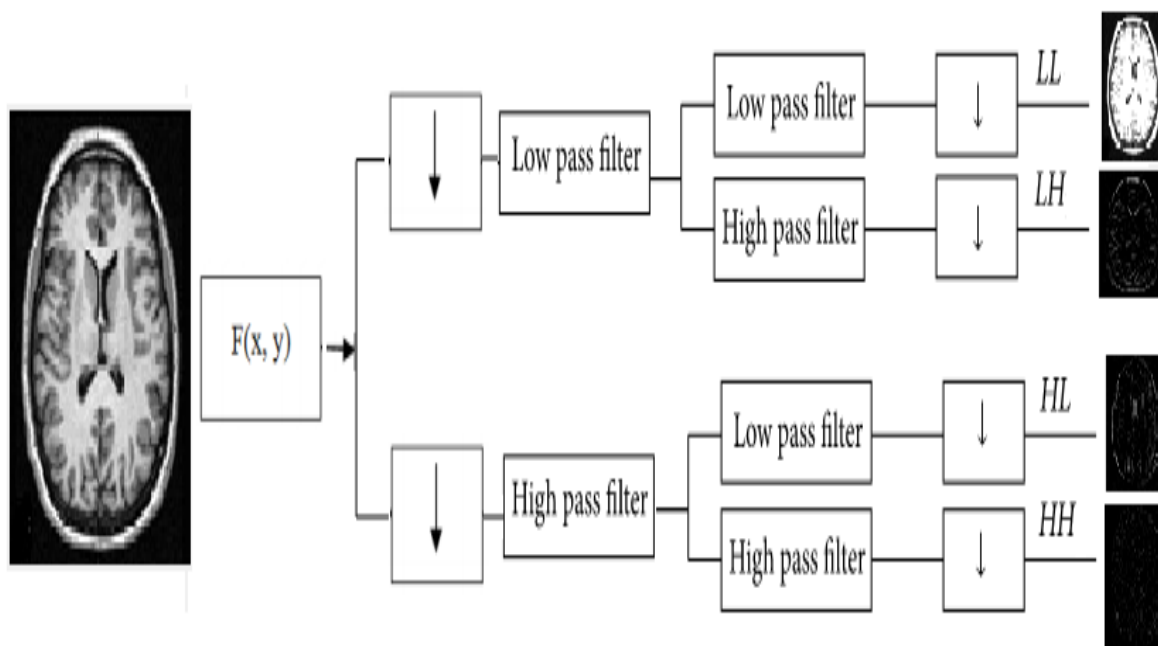 F(x, y)
Low pass filter
Low pass filter
LL
High pass filter
LH
High pass filter
Low pass filter
HL
High pass filter
HH